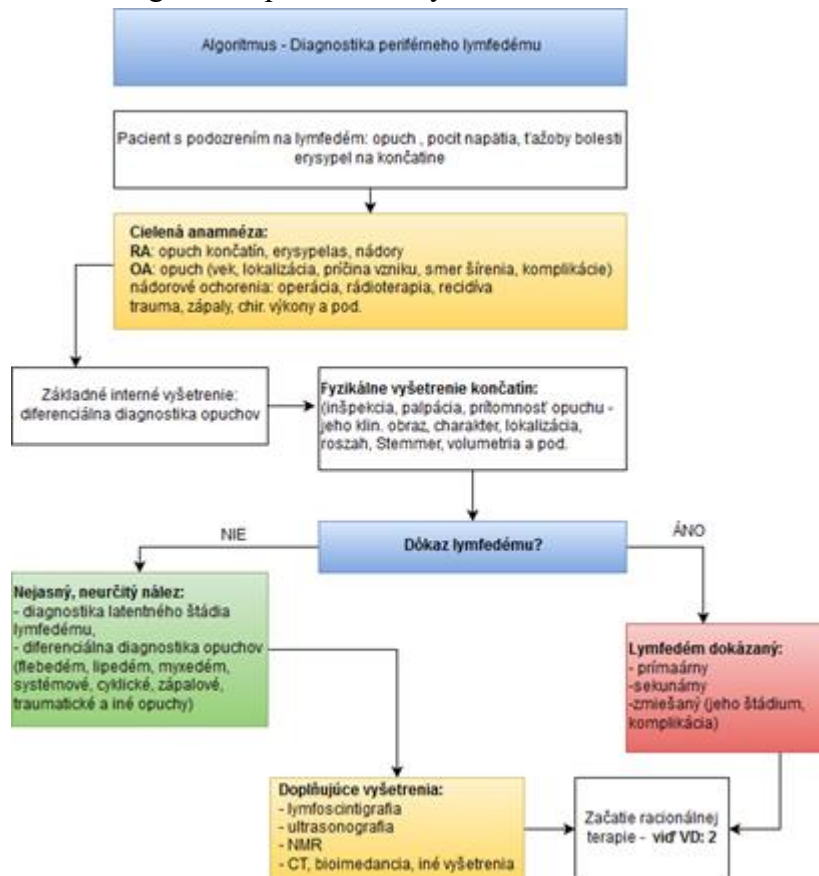 Algoritmus - Diagnostika periférneho lymfedému
Pacient s podozrením na lymfedém: opuch , pocit napätia, ťažoby bolesti
erysypel na končatine
Cielená anamnéza:
RA: opuch končatín, erysypelas, nádory
OA: opuch (vek, lokalizácia, príčina vzniku, smer šírenia, komplikácie)
nádorové ochorenia: operácia, rádioterapia, recidíva
trauma, zápaly, chir. výkony a pod.
Základné interné vyšetrenie:
diferenciálna diagnostika opuchov
Fyzikálne vyšetrenie končatin:
(inšpekcia, palpácia, prítomnosť opuchu -
jeho klin. obraz, charakter, lokalizácia,
roszah, Stemmer, volumetria a pod.
NIE
Dôkaz lymfedému?
ÁNO
Nejasný, neurčitý nález:
- diagnostika latentného štádia
lymfedému,
- diferenciálna diagnostika opuchov
(flebedém, lipedém, myxedém,
systémové, cyklické, zápalové,
traumatické a iné opuchy)
Lymfedém dokázaný:
- prímaárny
-sekunárny
-zmiešaný (jeho štádium,
komplikácia)
Doplňujúce vyšetrenia:
- lymfoscintigrafia
- ultrasonografia
- NMR
- CT, bioimedancia, iné vyšetrenia
Začatie racionálnej
terapie - viď VD: 2